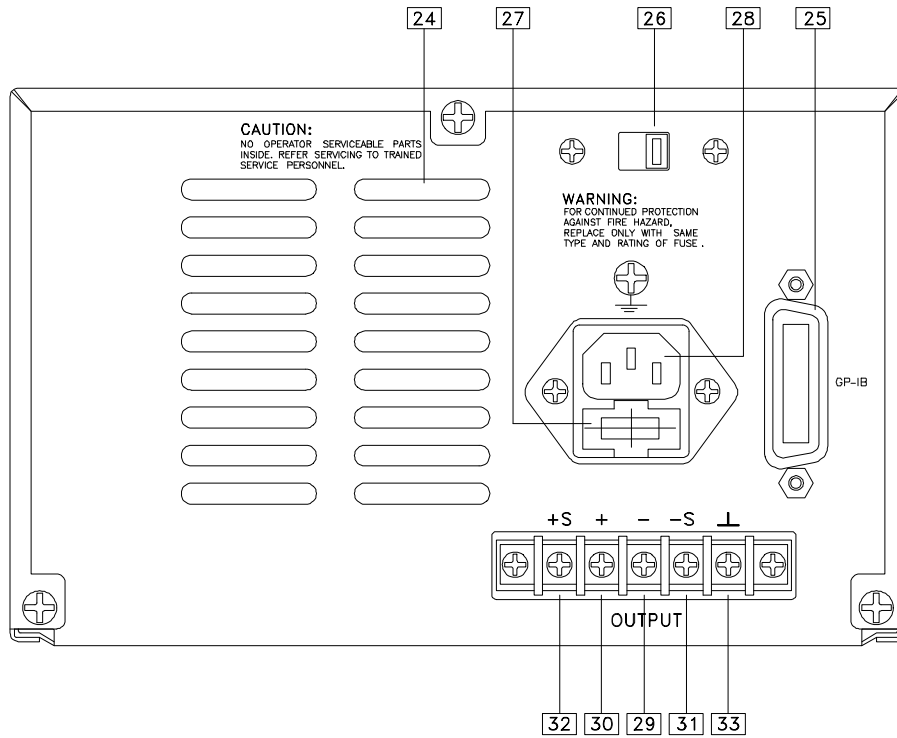 24 27 26 28 25
CAUTION:
NO OPERATOR SERVICEABLE PARTS
INSIDE. REFER SERVICING TO TRAINED
SERVICE PERSONNEL.
WARNING:
FOR CONTINUED PROTECTION
AGAINST FIRE HAZARD,
REPLACE ONLY WITH SAME
TYPE AND RATING OF FUSE .
GP-IB
+S + - -S ⊥
OUTPUT
32 30 29 31 33